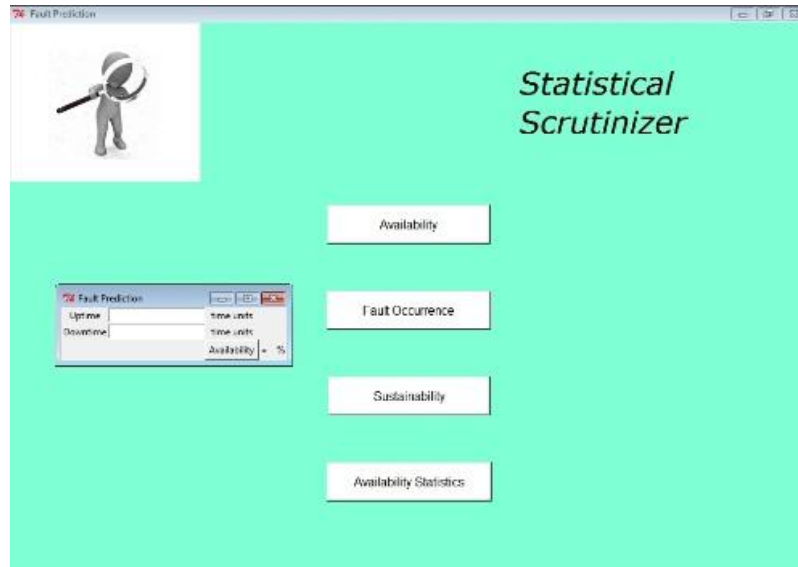 Fault Prediction
Statistical
Scrutinizer
Availability
Fault Prediction
Uptime time units
Downtime time units
Availability = %
Fault Occurrence
Sustainability
Availability Statistics